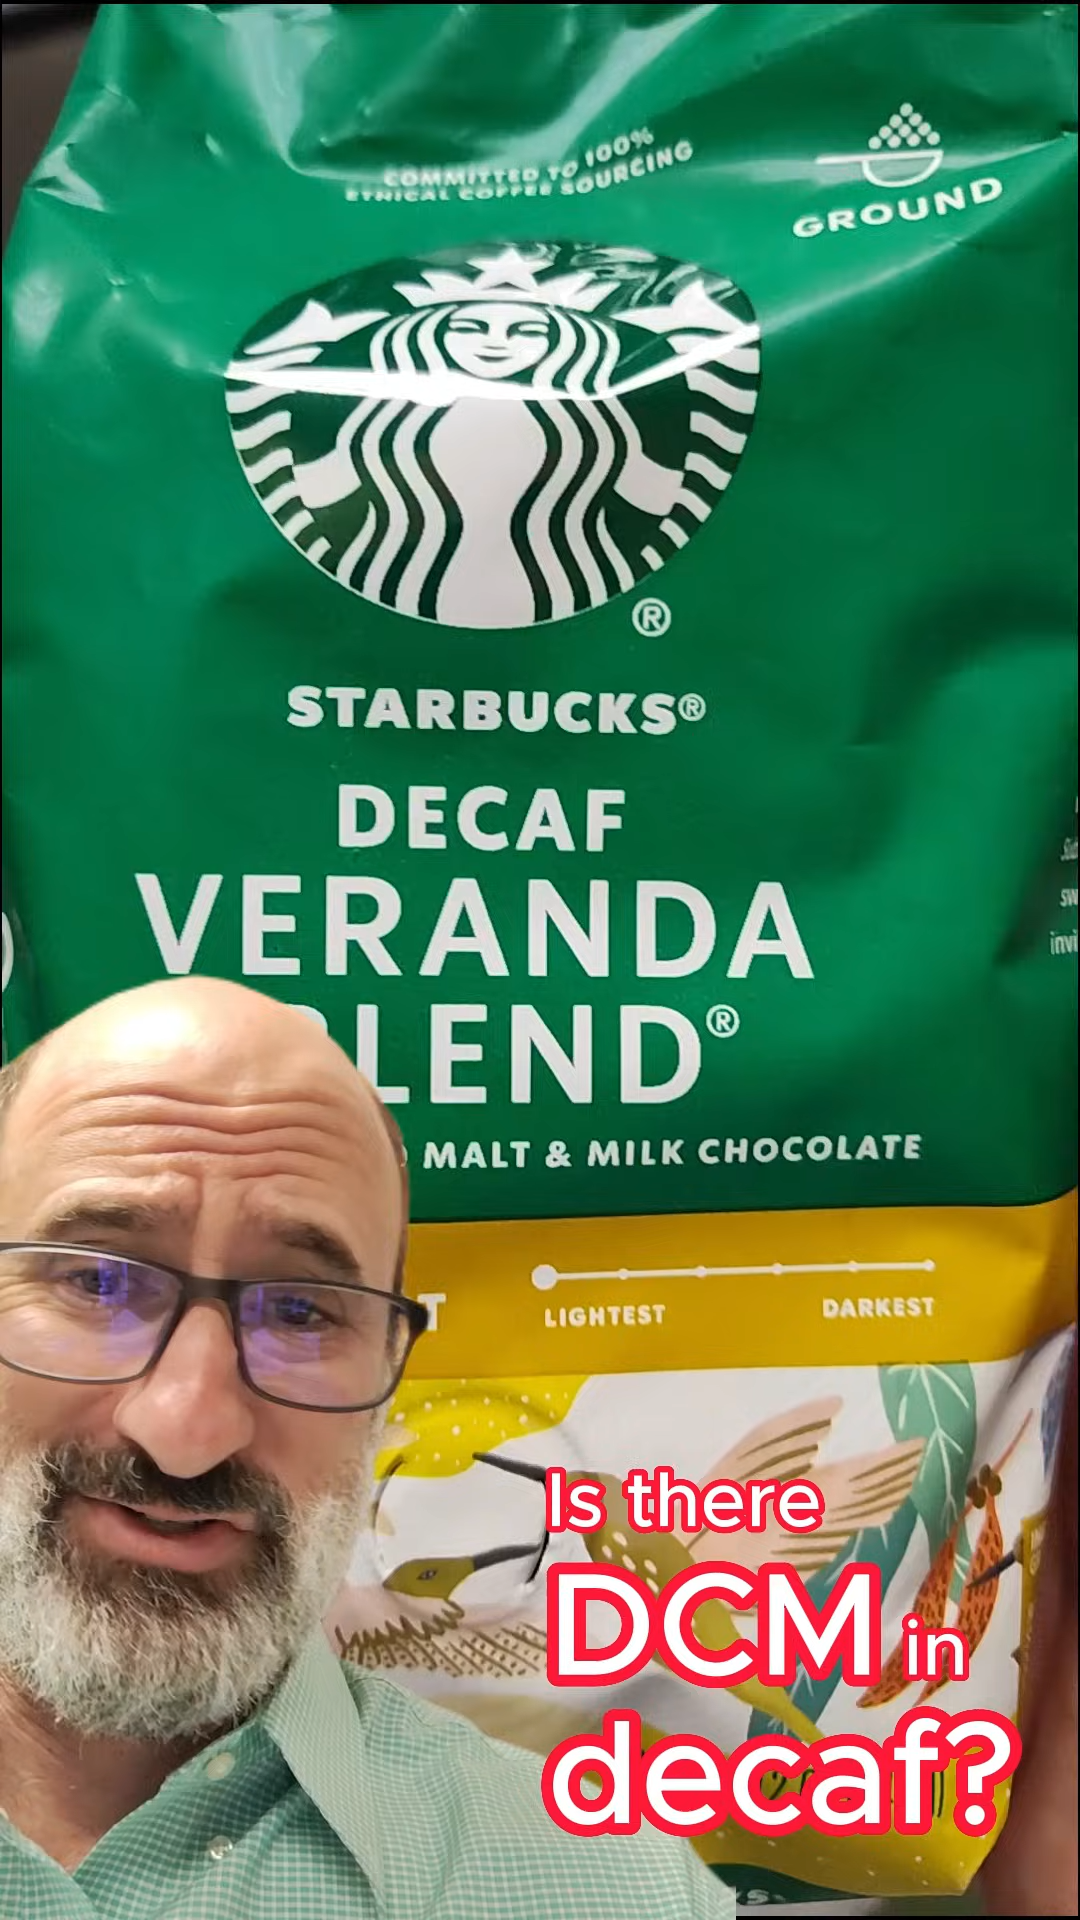 COMMITTED TO 100%
ETHICAL COFFEE SOURCING
GROUND
®
STARBUCKS®
DECAF
VERANDA
LEND®
MALT & MILK CHOCOLATE
T
LIGHTEST
DARKEST
Is there
DCM in
decaf?